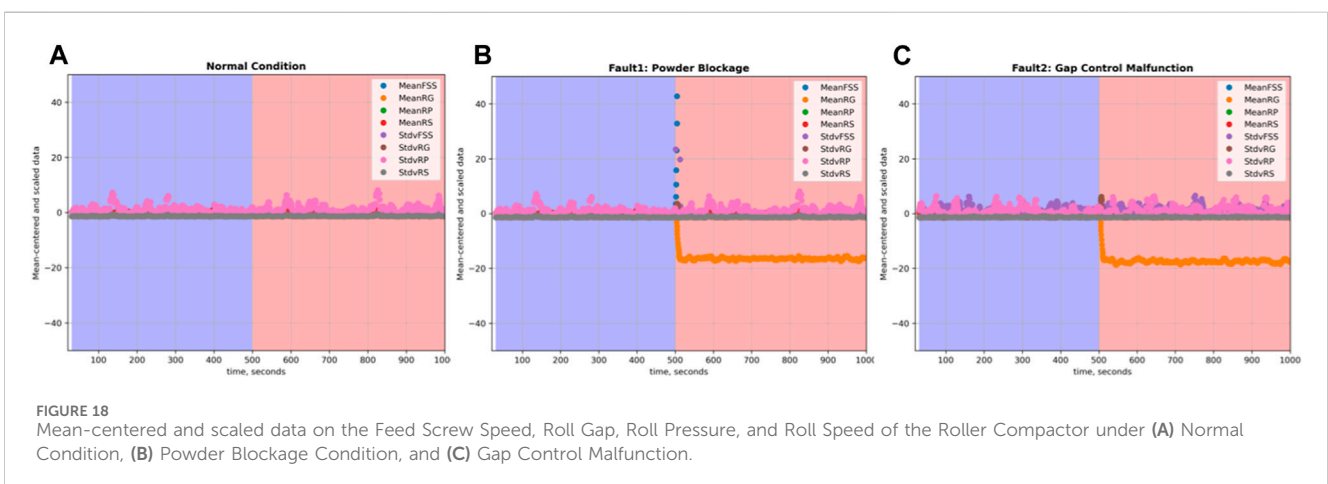 A
Normal Condition
MeanFSS
MeanRG
MeanRP
MeanRS
StdvFSS
StdvRG
StdvRP
StdvRS
40
20
0
−20
−40
Mean-centered and scaled data
100 200 300 400 500 600 700 800 900 100
time, seconds
B
Fault1: Powder Blockage
MeanFSS
MeanRG
MeanRP
MeanRS
StdvFSS
StdvRG
StdvRP
StdvRS
40
20
0
−20
−40
Mean-centered and scaled data
100 200 300 400 500 600 700 800 900 100
time, seconds
C
Fault2: Gap Control Malfunction
MeanFSS
MeanRG
MeanRP
MeanRS
StdvFSS
StdvRG
StdvRP
StdvRS
40
20
0
−20
−40
Mean-centered and scaled data
100 200 300 400 500 600 700 800 900 1000
time, seconds
FIGURE 18
Mean-centered and scaled data on the Feed Screw Speed, Roll Gap, Roll Pressure, and Roll Speed of the Roller Compactor under (A) Normal
Condition, (B) Powder Blockage Condition, and (C) Gap Control Malfunction.